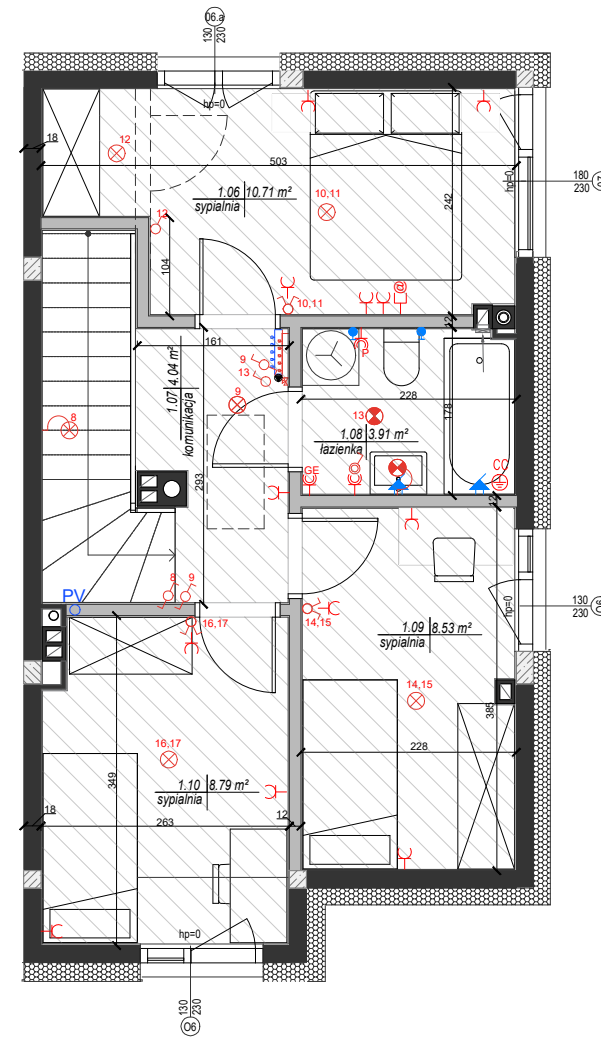 06.a
130
230
hp=0
18
12
503
1.06 10.71 m²
sypialnia
10,11
242
hp=0
180
230
12
104
10,11
@
12
161
9
13
9
1.07 4.04 m²
komunikacja
P
228
178
13
1.08 3.91 m²
łazienka
8
293
GE
CC
12
PV
8
9
16,17
14,15
1.09 8.53 m²
sypialnia
hp=0
130
230
14,15
385
228
16,17
349
1.10 8.79 m²
sypialnia
18
263
12
hp=0
130
230
O6